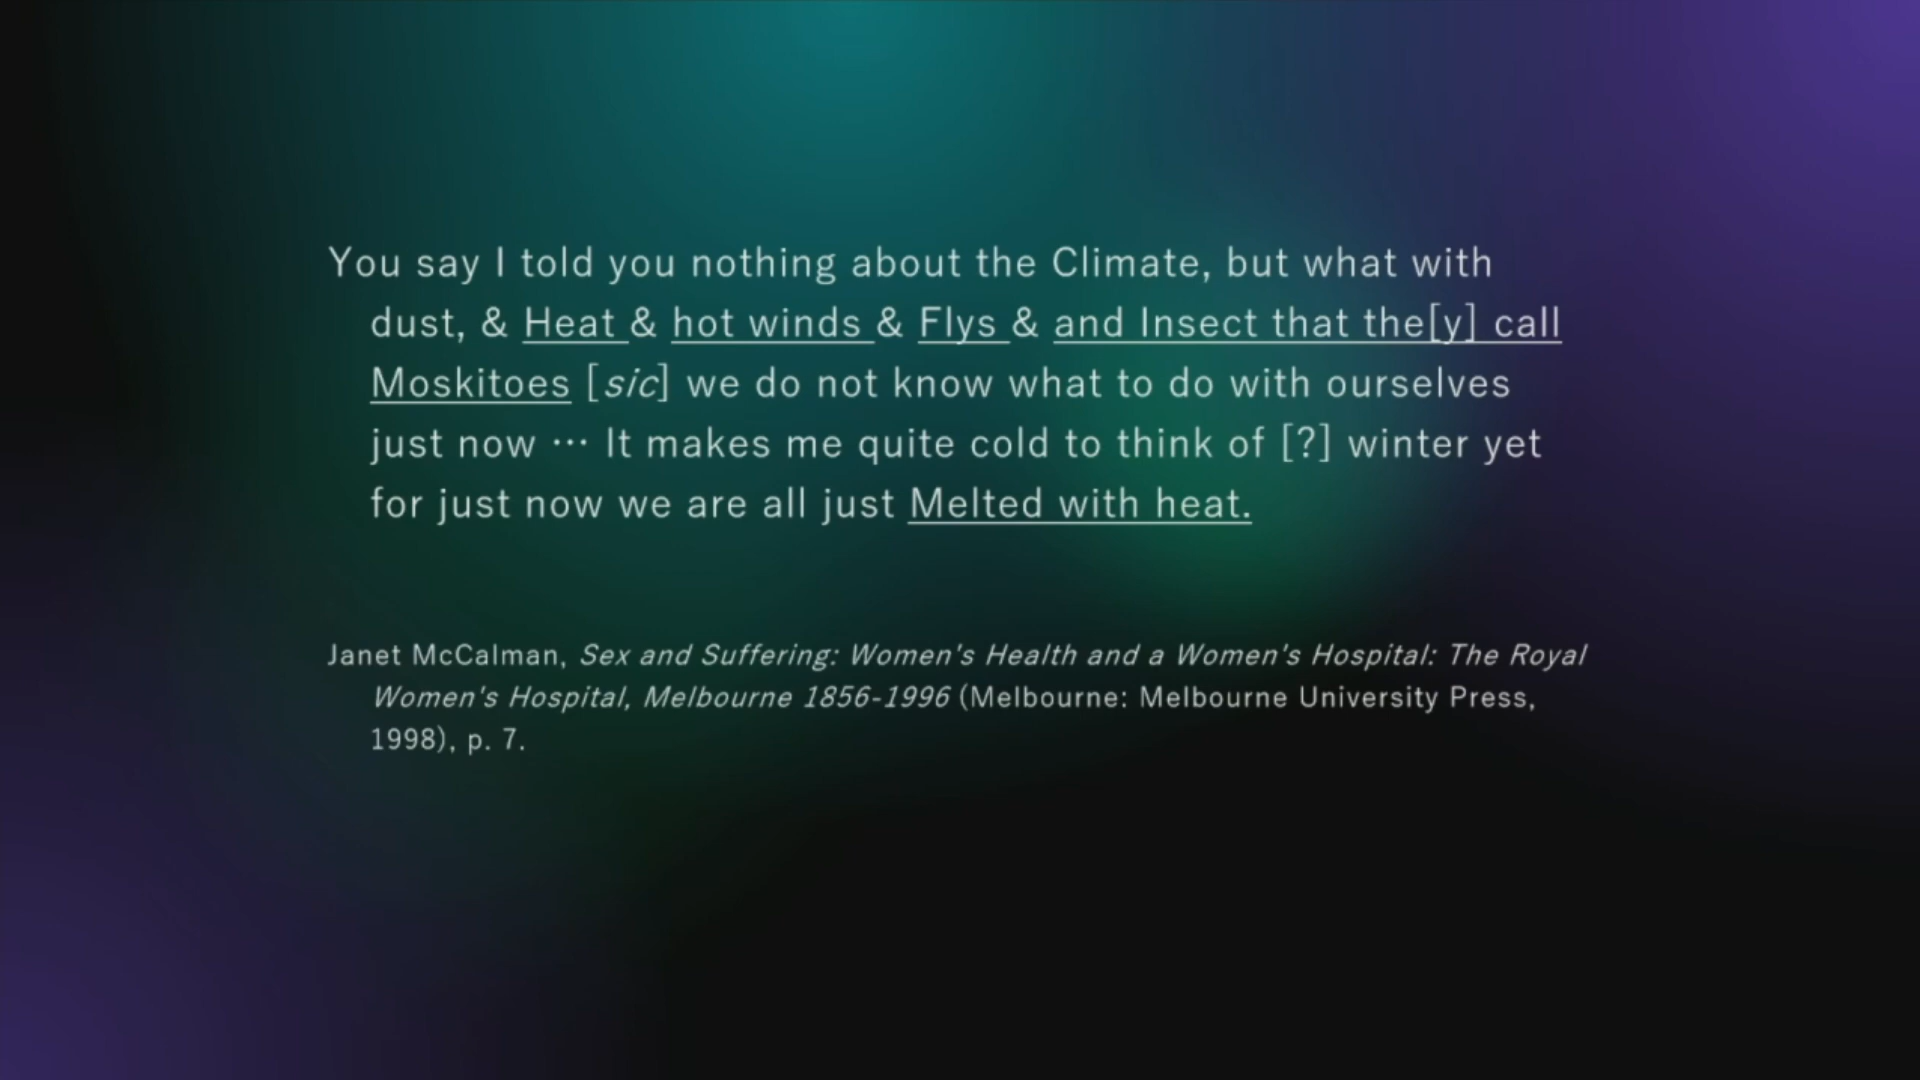 You say I told you nothing about the Climate, but what with
dust, & Heat & hot winds & Flys & and Insect that the[y] call
Moskitoes [sic] we do not know what to do with ourselves
just now ··· It makes me quite cold to think of [?] winter yet
for just now we are all just Melted with heat.
Janet McCalman, Sex and Suffering: Women's Health and a Women's Hospital: The Royal
Women's Hospital, Melbourne 1856-1996 (Melbourne: Melbourne University Press,
1998), p. 7.